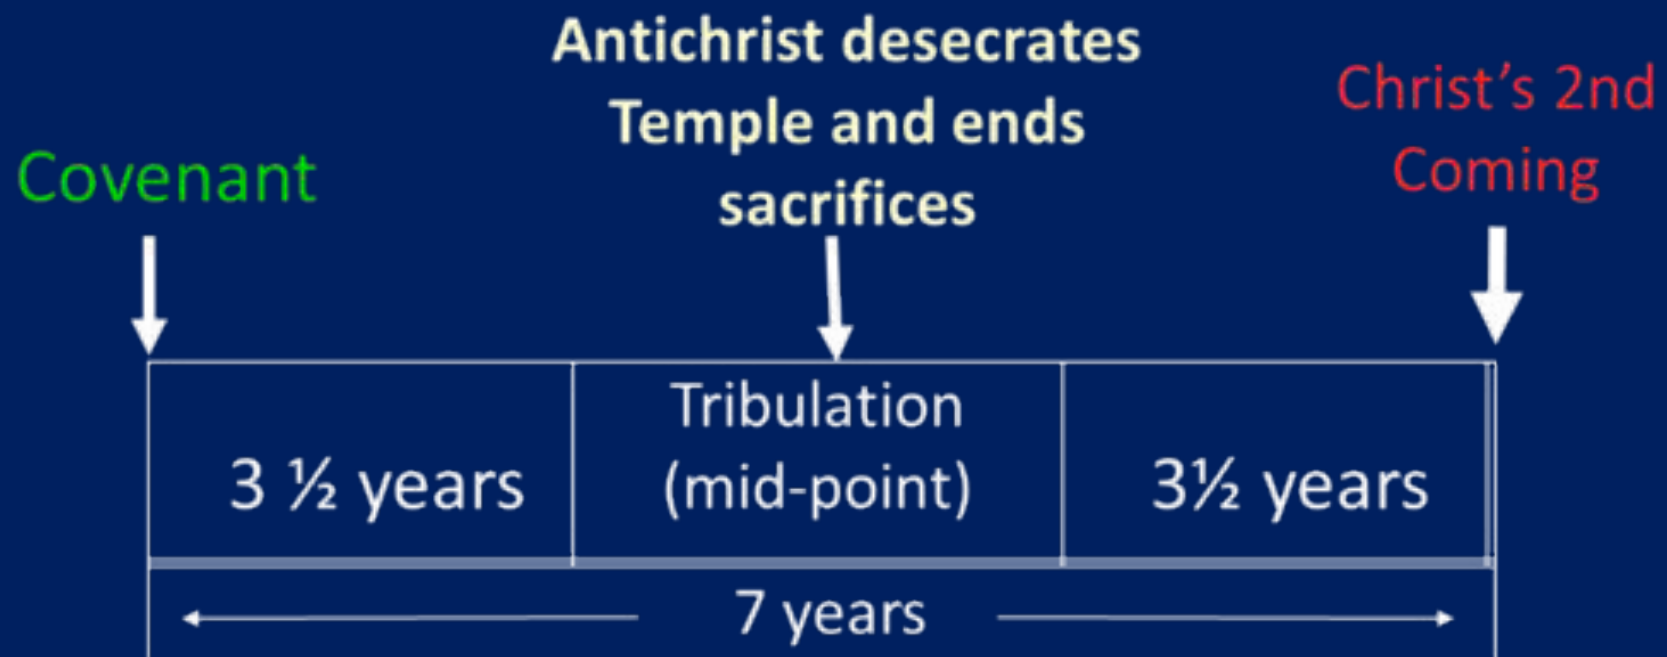 Antichrist desecrates
Temple and ends
sacrifices
Christ’s 2nd
Coming
Covenant
Tribulation
(mid-point)
3 ½ years
3½ years
7 years